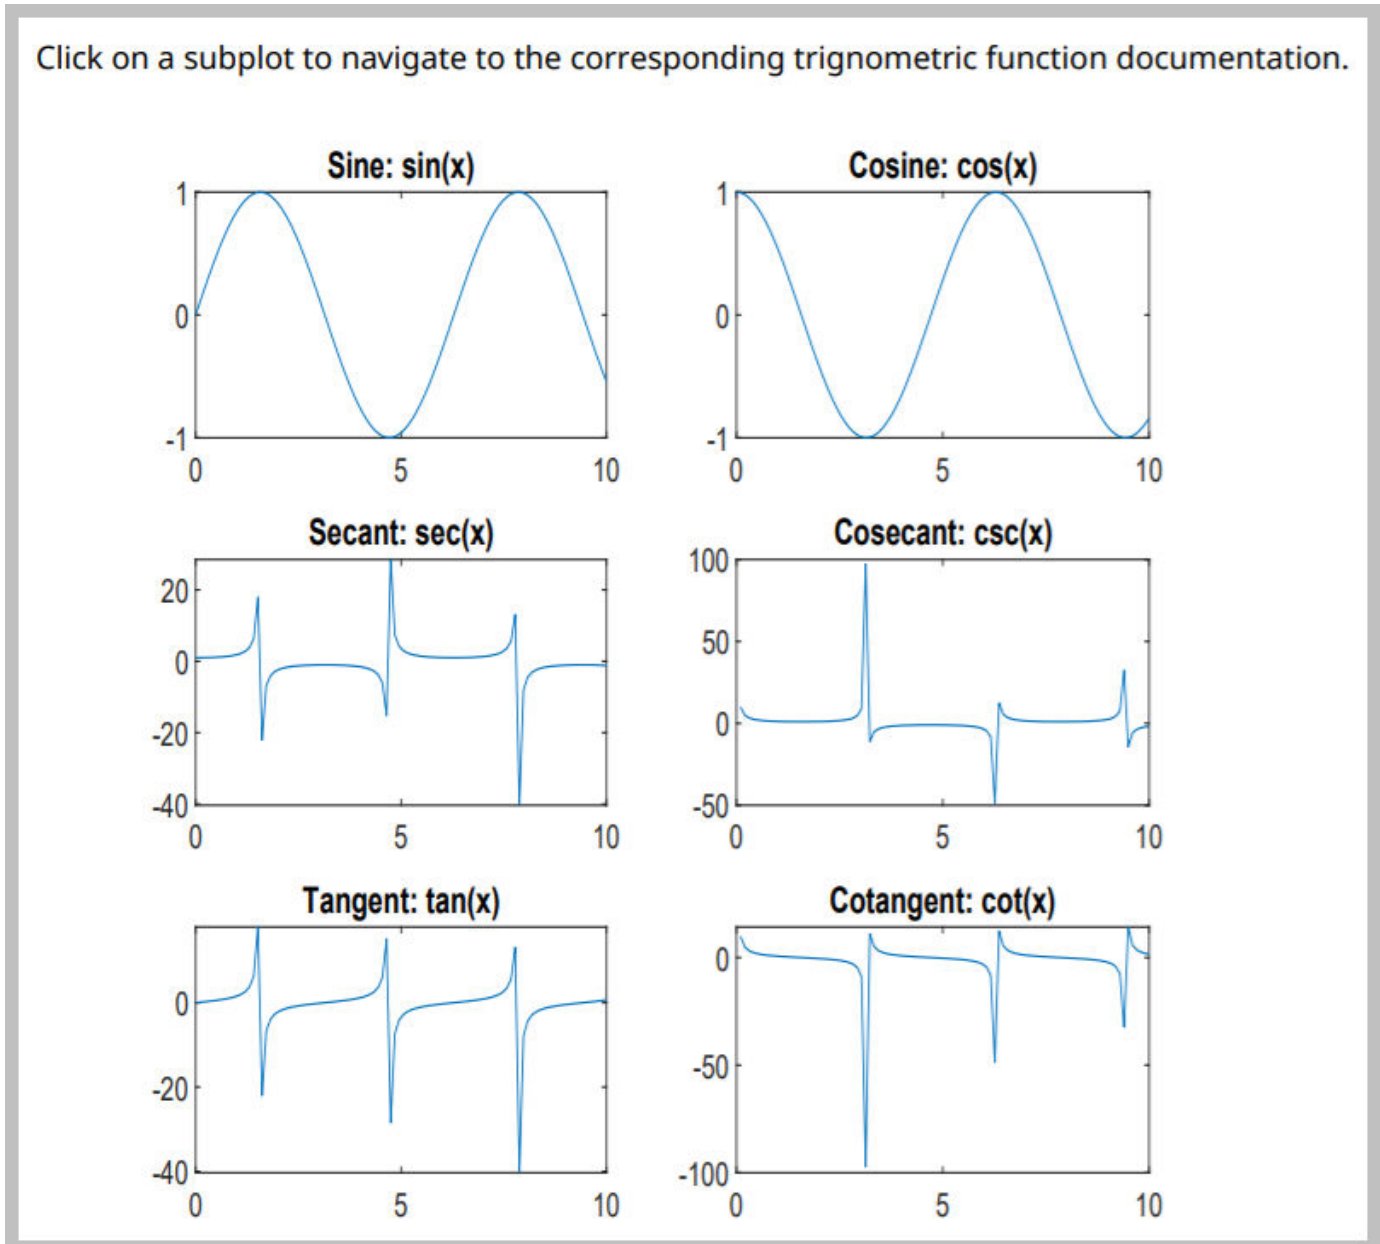 Click on a subplot to navigate to the corresponding trignometric function documentation.
Sine: sin(x)
1
0
-1
0 5 10
Cosine: cos(x)
1
0
-1
0 5 10
Secant: sec(x)
20
0
-20
-40
0 5 10
Cosecant: csc(x)
100
50
0
-50
0 5 10
Tangent: tan(x)
0
-20
-40
0 5 10
Cotangent: cot(x)
0
-50
-100
0 5 10